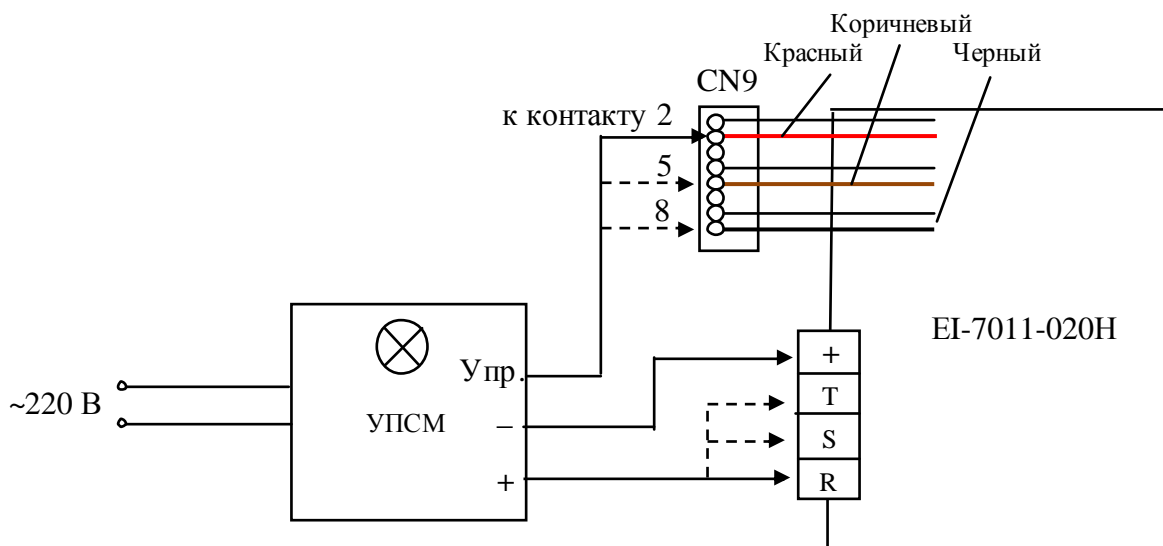 Коричневый
Красный
Черный
CN9
к контакту 2
5
8
EI-7011-020H
Упр.
~220 В
УПСМ
–
+
+
T
S
R